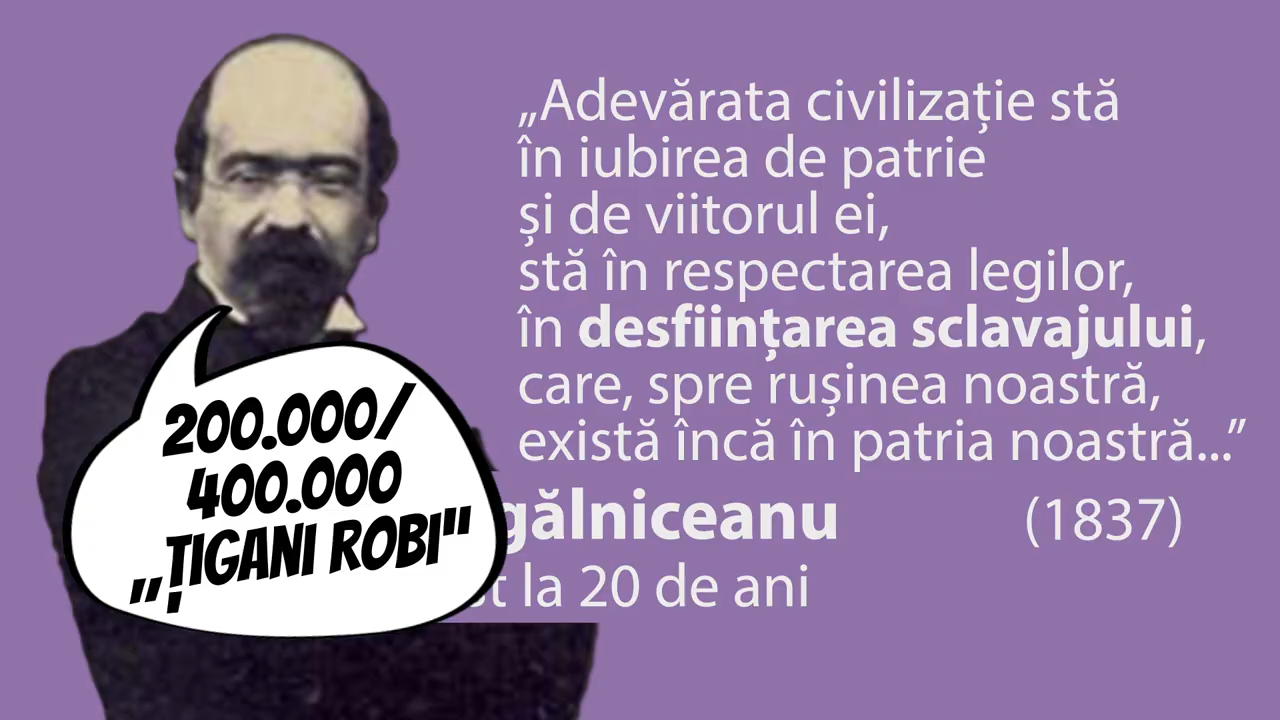 „Adevărata civilizație stă
în iubirea de patrie
și de viitorul ei,
stă în respectarea legilor,
în desființarea sclavajului,
care, spre rușinea noastră,
există încă în patria noastră...”
gălniceanu (1837)
la 20 de ani
200.000/
400.000
„ȚIGANI ROBI"